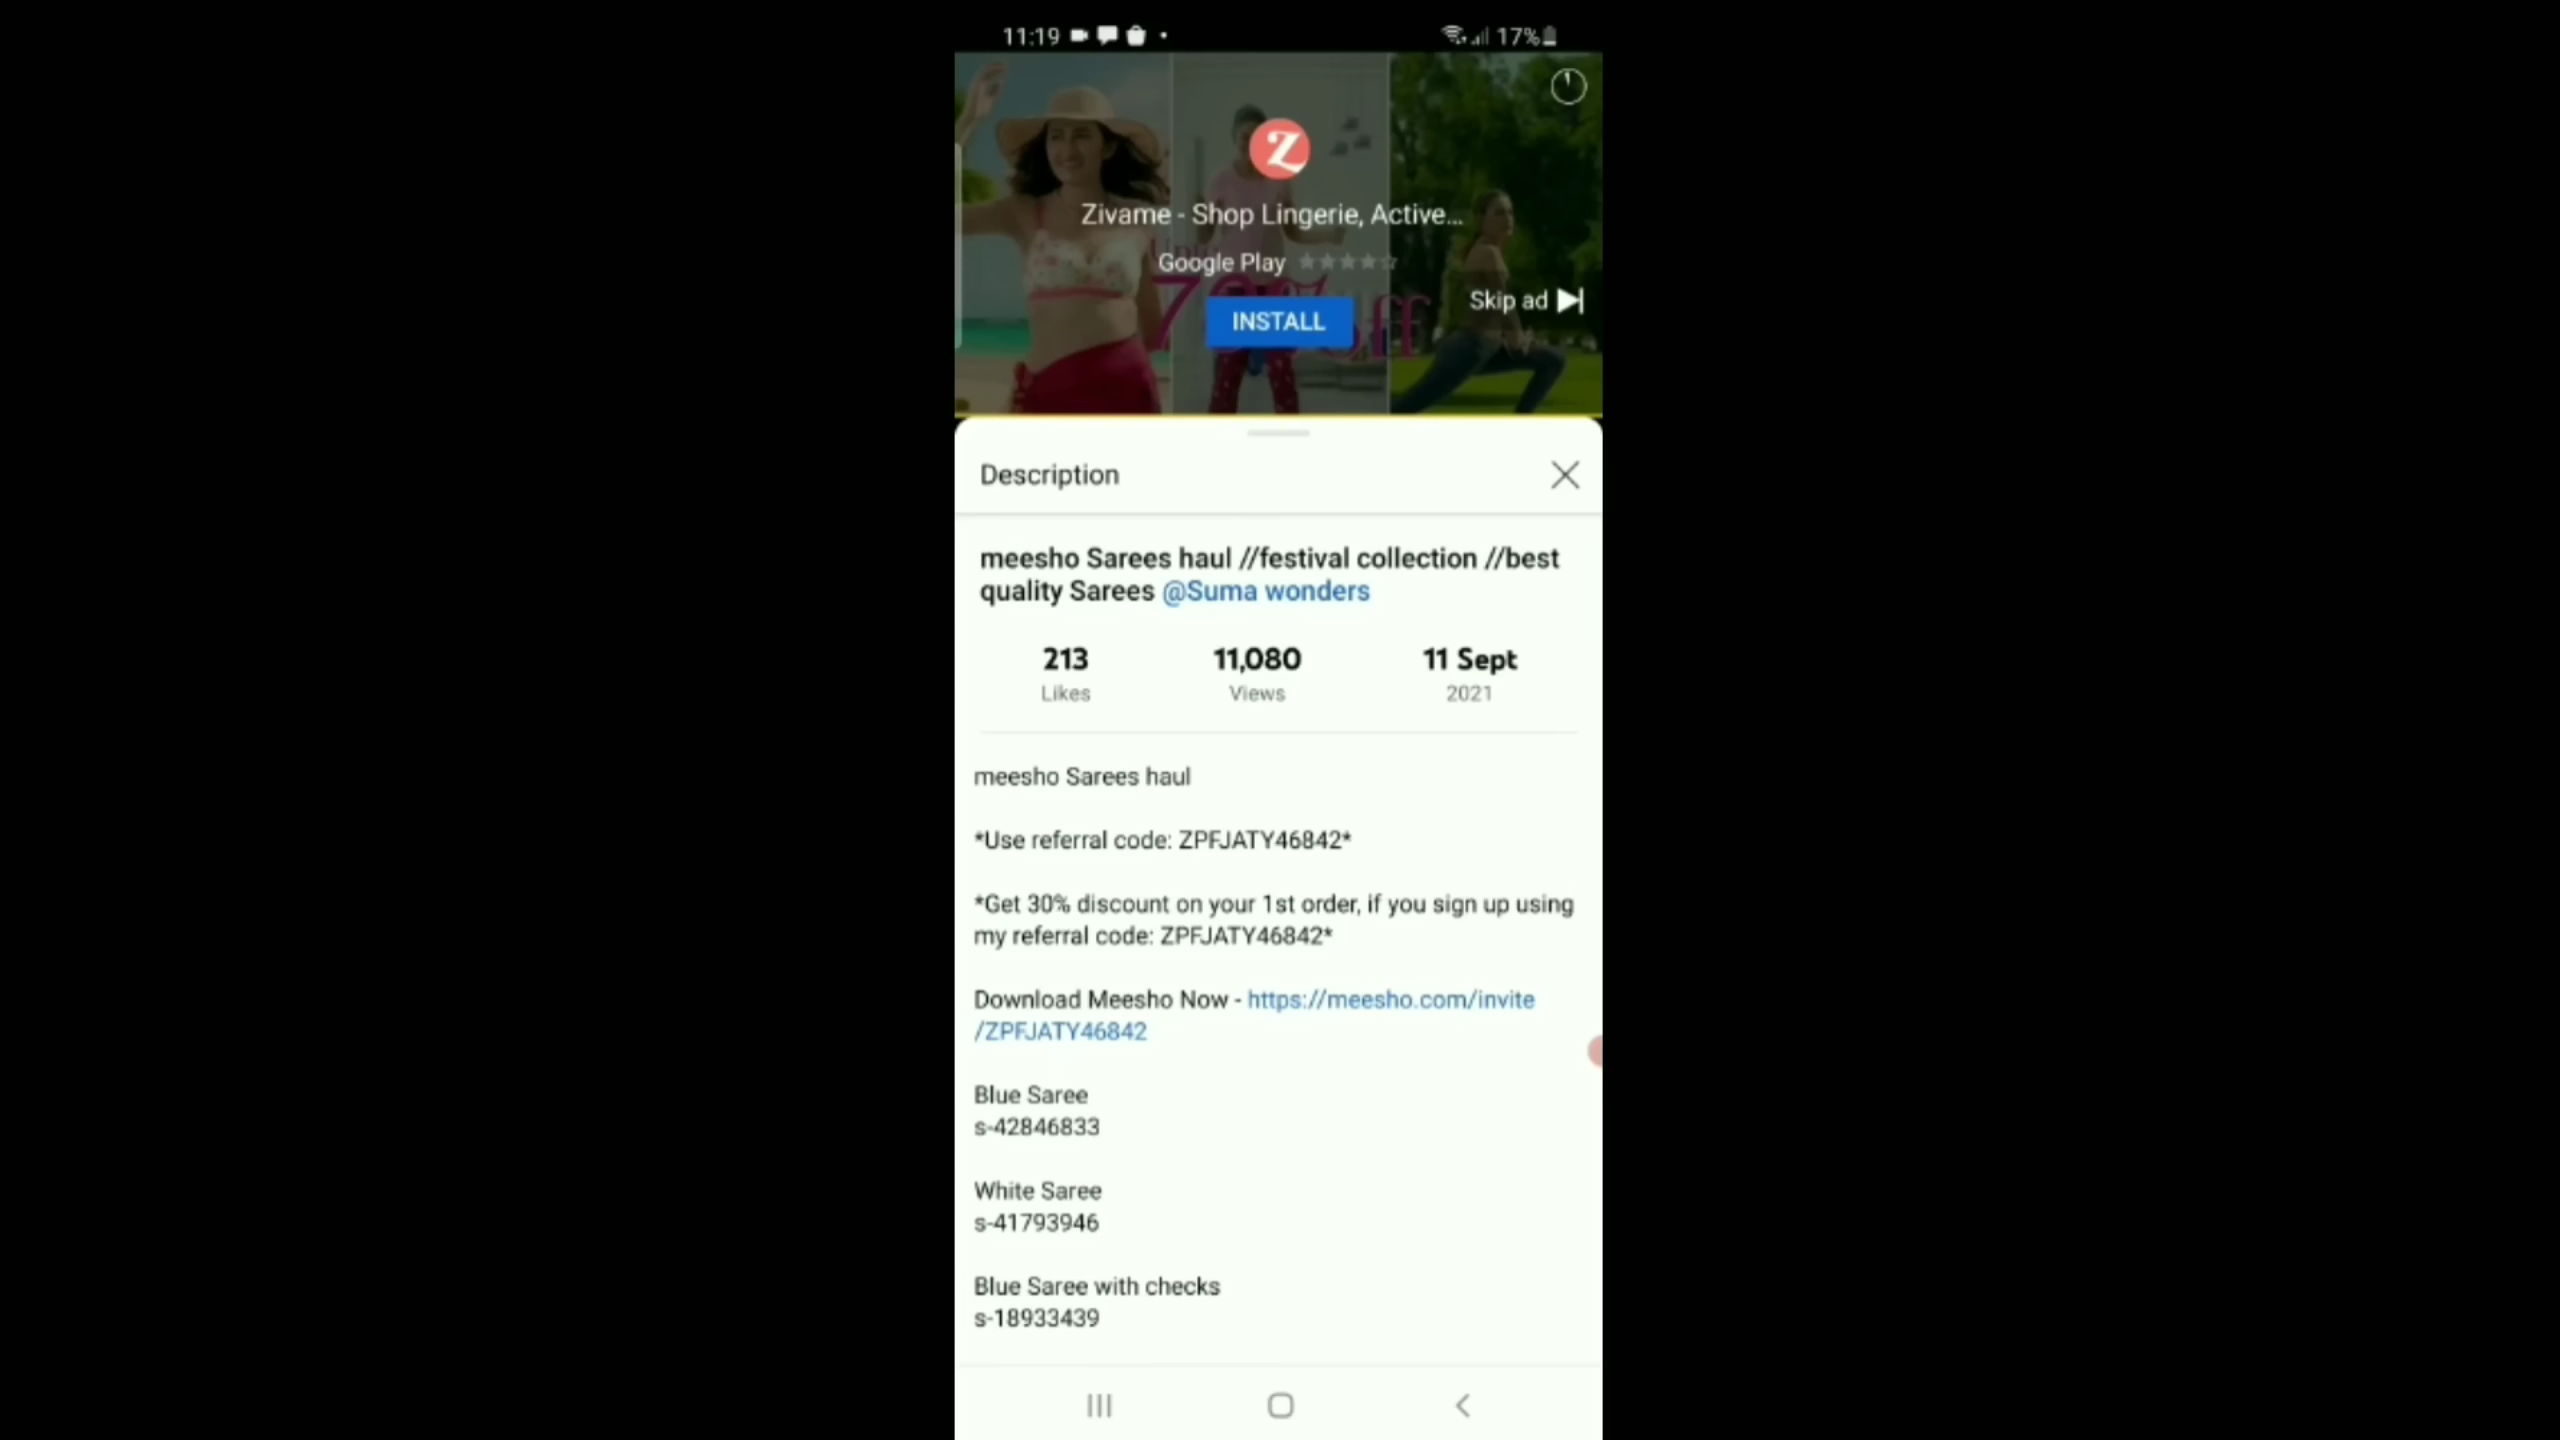 11:19
17%
Z
Zivame - Shop Lingerie, Active...
Google Play
INSTALL
Skip ad
Description
meesho Sarees haul //festival collection //best
quality Sarees @Suma wonders
213 11,080 11 Sept
Likes Views 2021
meesho Sarees haul
*Use referral code: ZPFJATY46842*
*Get 30% discount on your 1st order, if you sign up using
my referral code: ZPFJATY46842*
Download Meesho Now - https://meesho.com/invite
/ZPFJATY46842
Blue Saree
s-42846833
White Saree
s-41793946
Blue Saree with checks
s-18933439